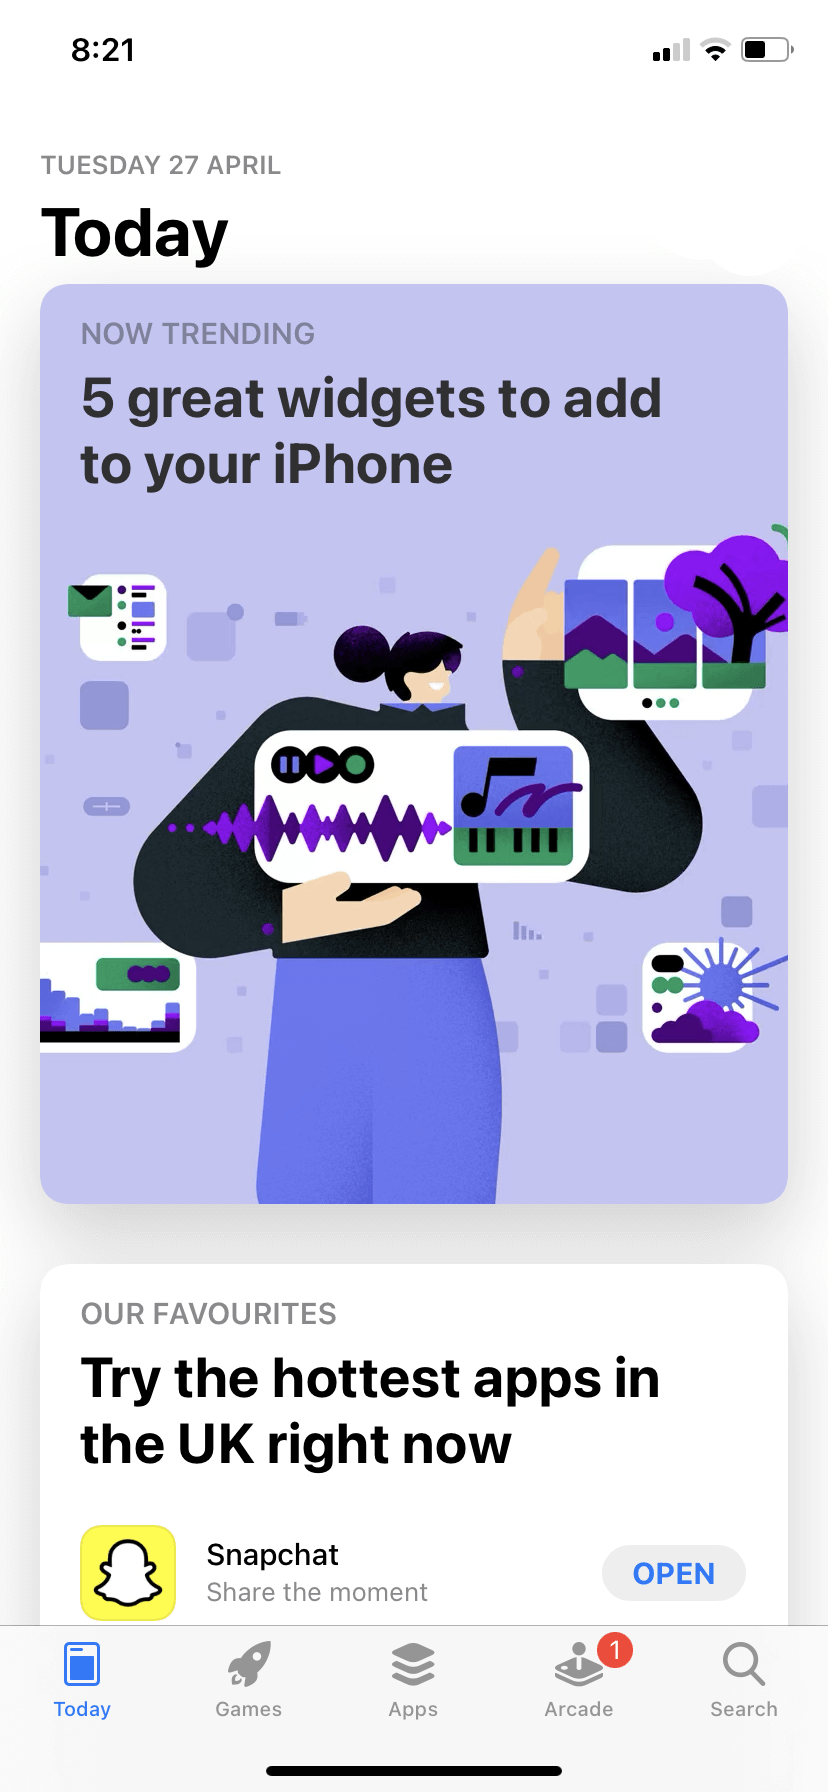 8:21
TUESDAY 27 APRIL
Today
NOW TRENDING
5 great widgets to add
to your iPhone
OUR FAVOURITES
Try the hottest apps in
the UK right now
Snapchat
Share the moment
OPEN
1
Today
Games
Apps
Arcade
Search